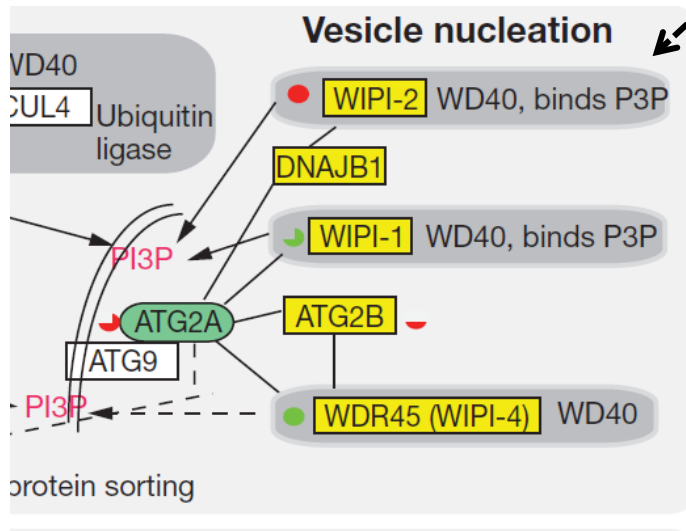 Vesicle nucleation
WD40
CUL4
Ubiquitin
ligase
WIPI-2 WD40, binds P3P
DNAJB1
PI3P
WIPI-1 WD40, binds P3P
ATG2A
ATG2B
ATG9
PI3P
WDR45 (WIPI-4) WD40
protein sorting